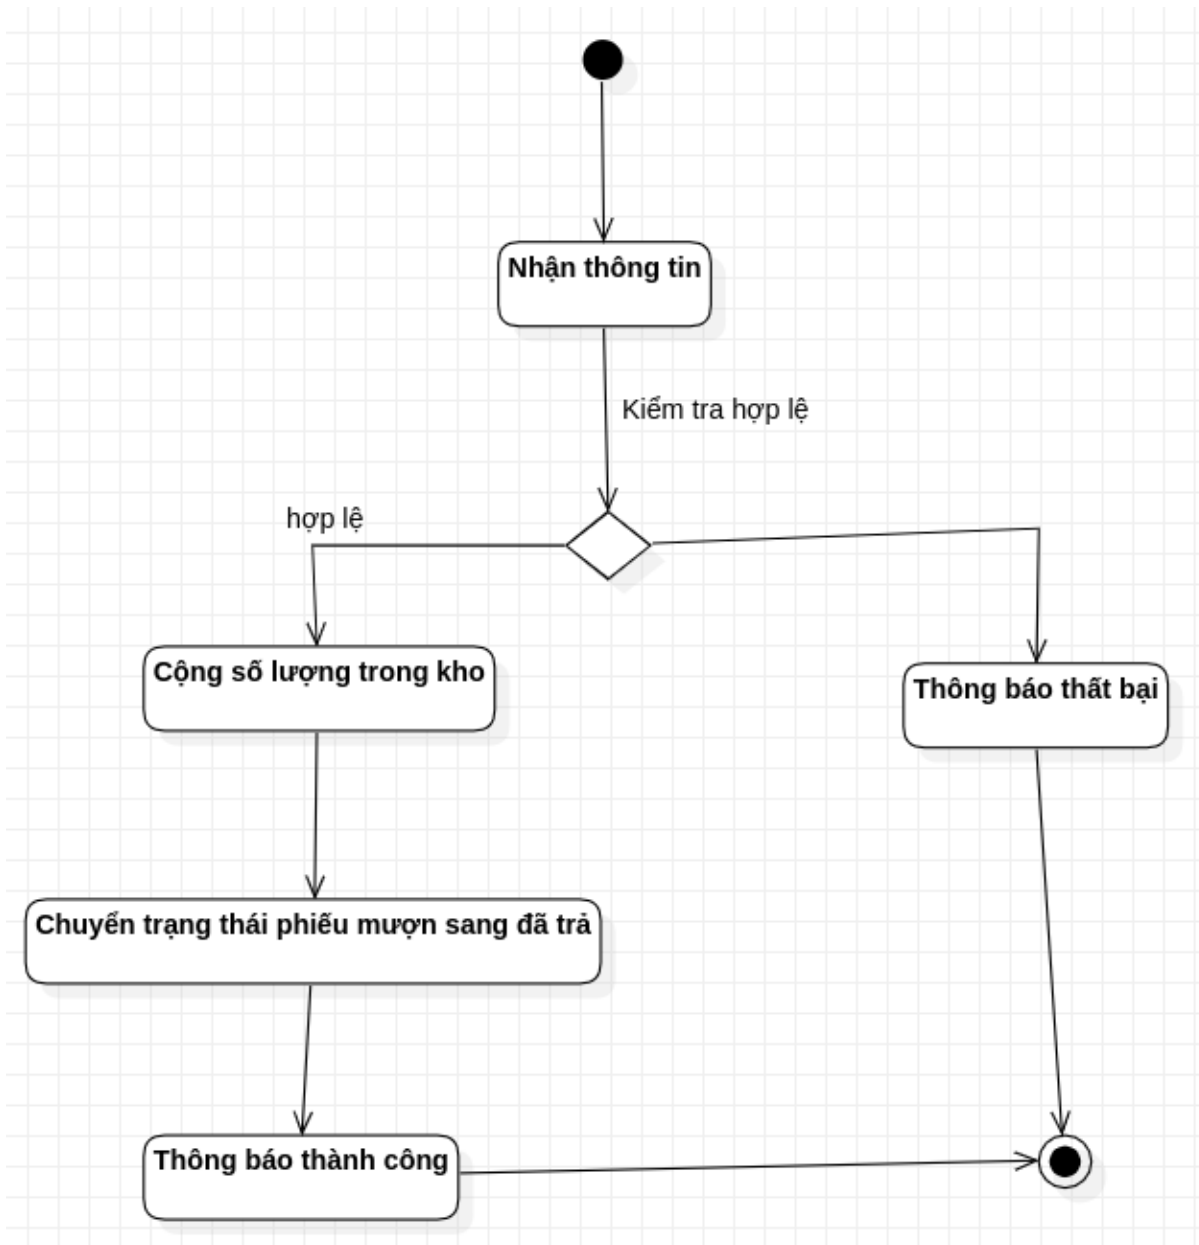 Nhận thông tin
Kiểm tra hợp lệ
hợp lệ
Cộng số lượng trong kho
Thông báo thất bại
Chuyển trạng thái phiếu mượn sang đã trả
Thông báo thành công